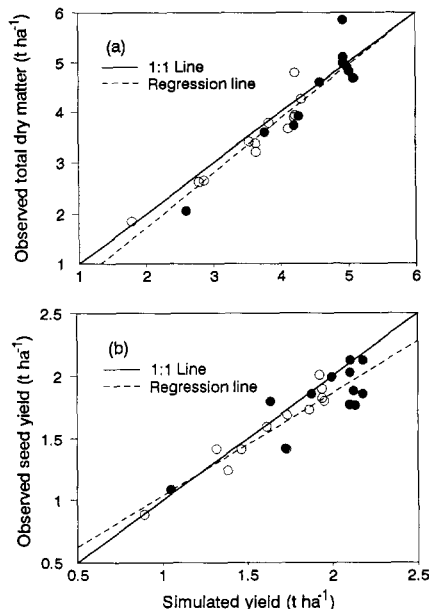 Observed total dry matter (t ha⁻¹)
6
5
4
3
2
1
(a)
1:1 Line
Regression line
1 2 3 4 5 6
Observed seed yield (t ha⁻¹)
2.5
2
1.5
1
0.5
(b)
1:1 Line
Regression line
0.5 1 1.5 2 2.5
Simulated yield (t ha⁻¹)